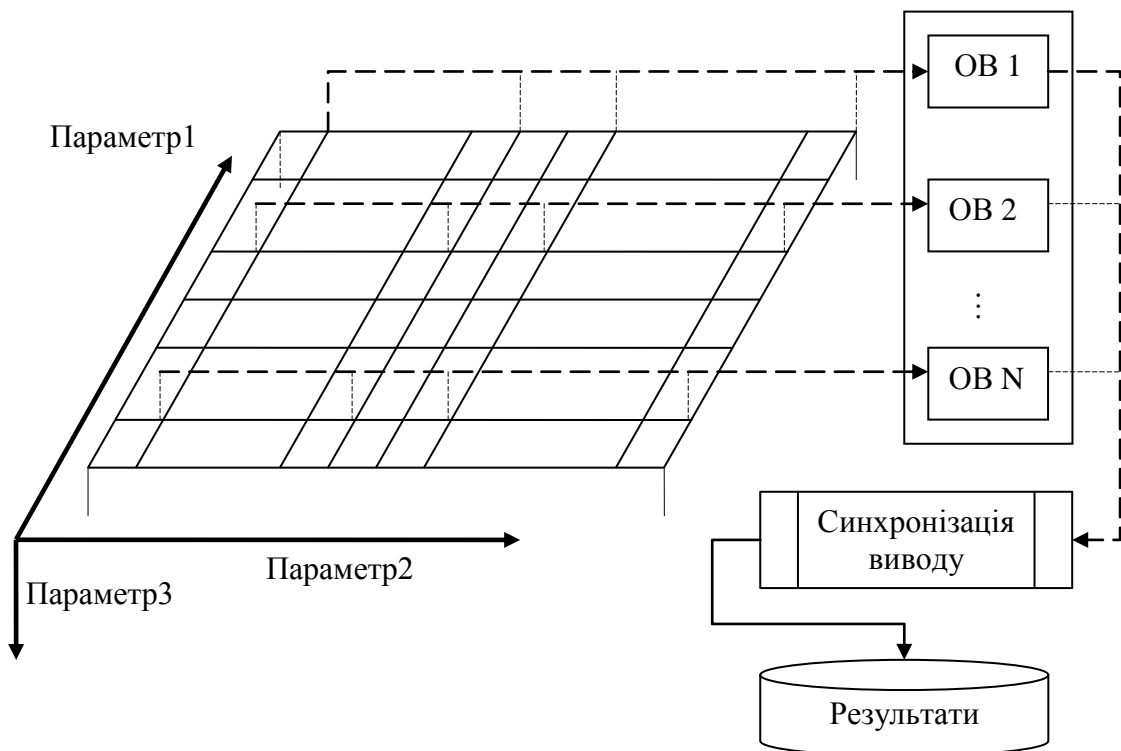 ОВ 1
Параметр1
ОВ 2
...
ОВ N
Синхронізація
виводу
Параметр2
Параметр3
Результати